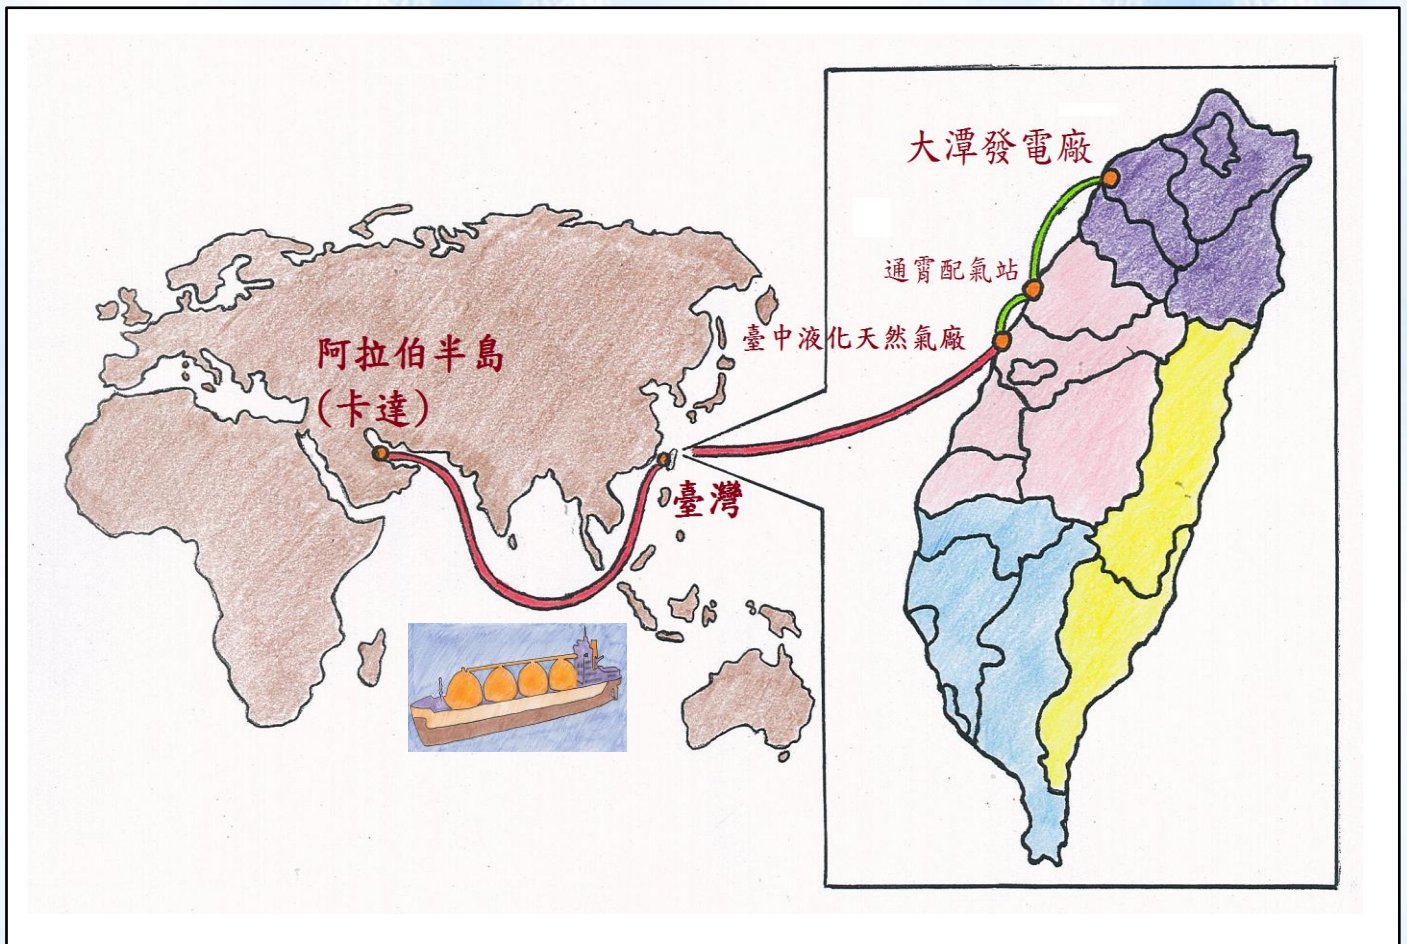 大潭發電廠
通霄配氣站
臺中液化天然氣廠
阿拉伯半島
(卡達)
臺灣